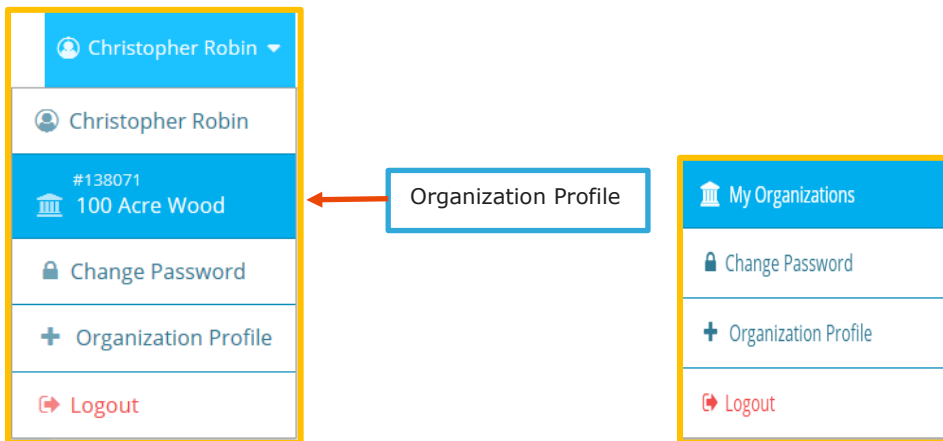 Christopher Robin
Christopher Robin
#138071
100 Acre Wood
Change Password
Organization Profile
Logout
Organization Profile
My Organizations
Change Password
Organization Profile
Logout